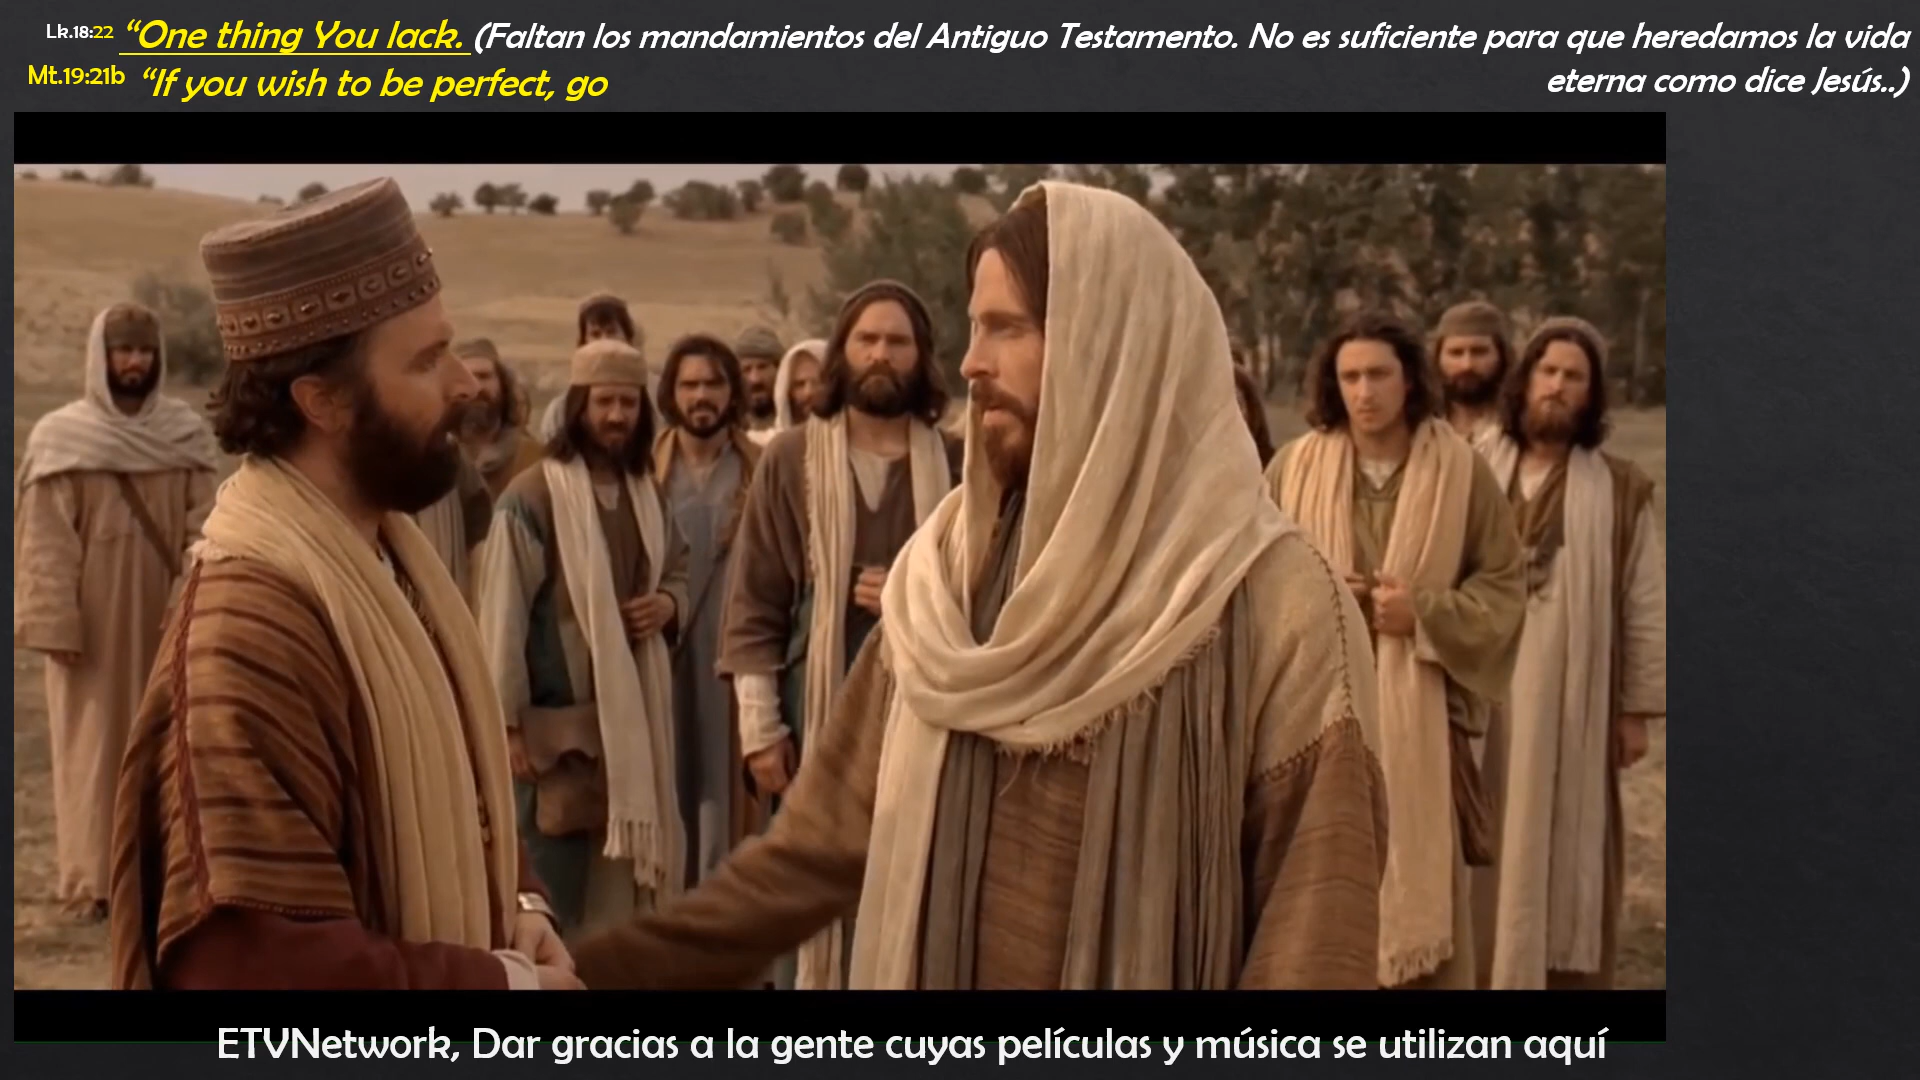 Lk.18:22 “One thing You lack. (Faltan los mandamientos del Antiguo Testamento. No es suficiente para que heredamos la vida
Mt.19:21b “If you wish to be perfect, go eterna como dice Jesús..)
ETVNetwork, Dar gracias a la gente cuyas películas y música se utilizan aquí